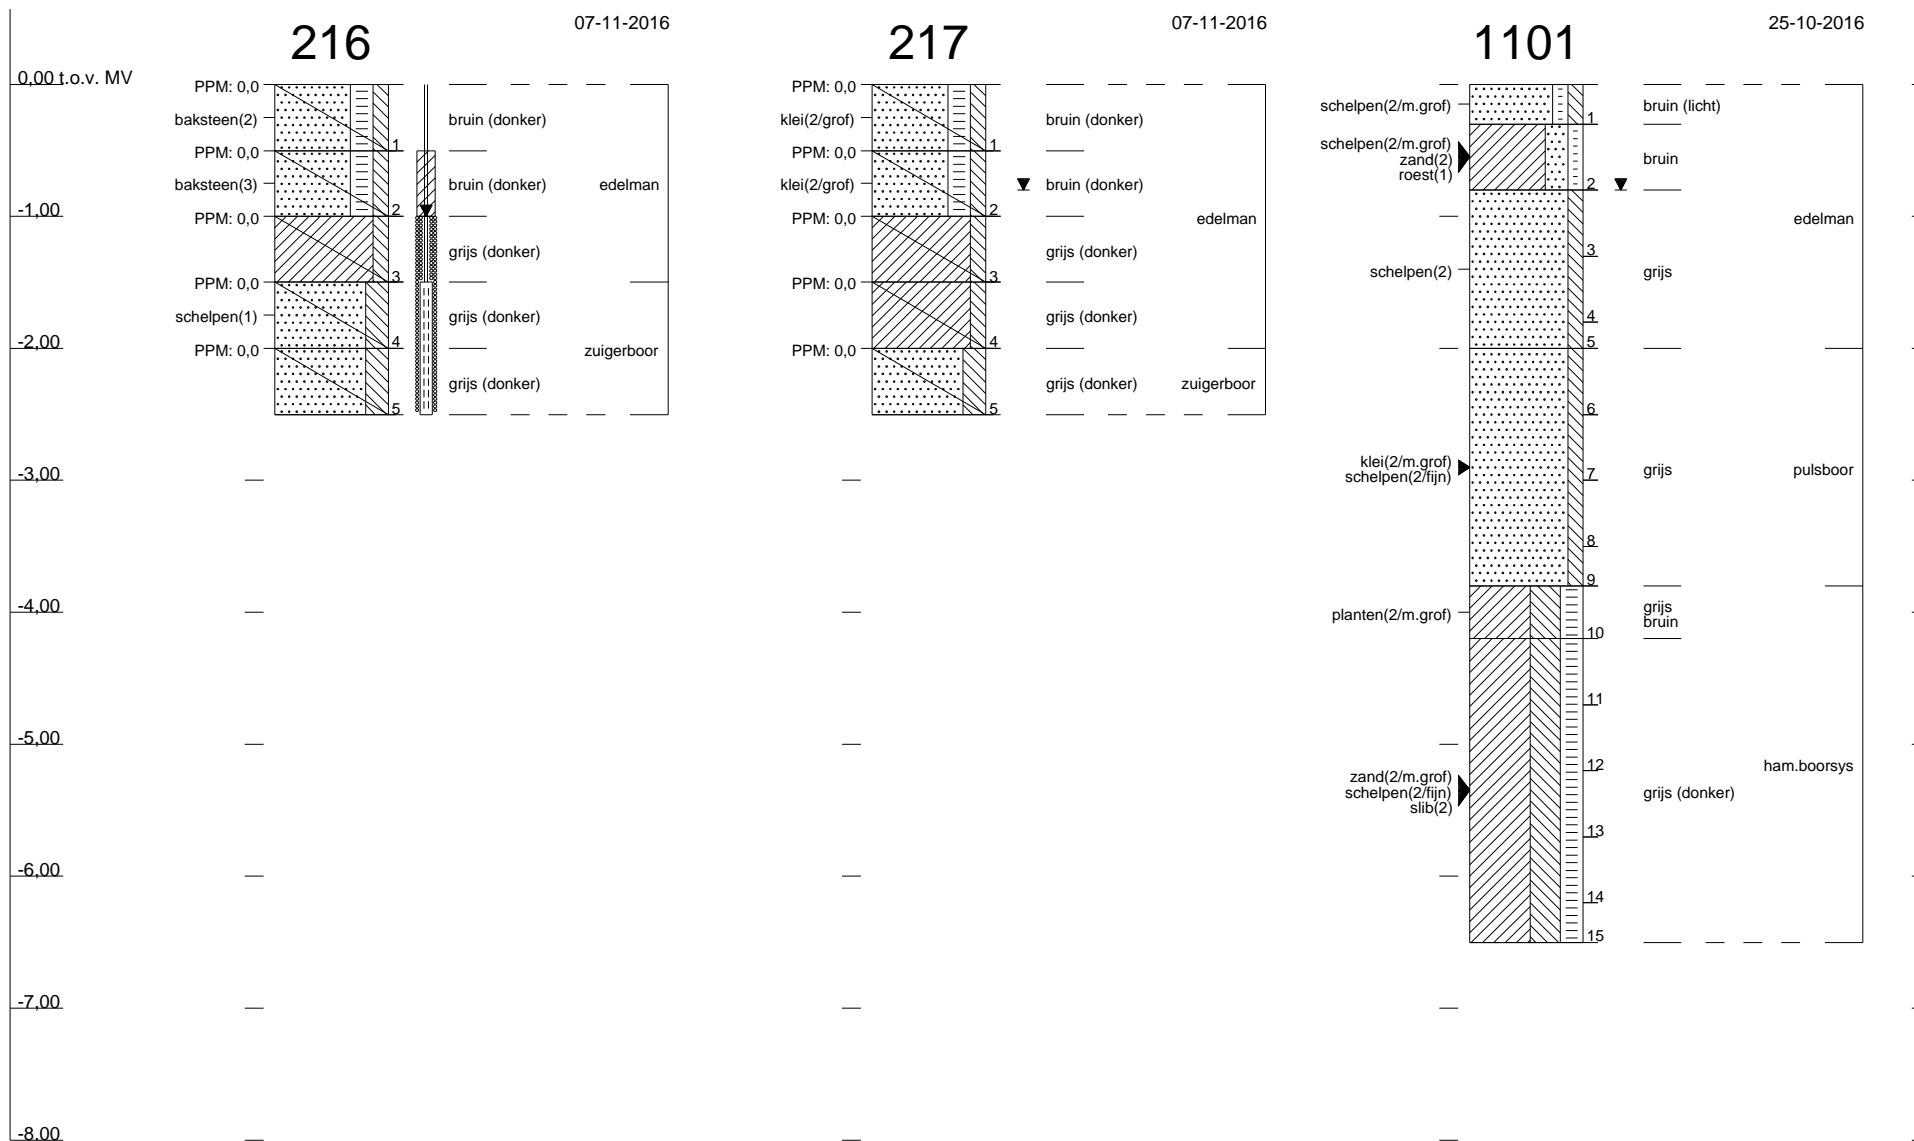 216
07-11-2016
217
07-11-2016
1101
25-10-2016
0,00 t.o.v. MV
-1,00
-2,00
-3,00
-4,00
-5,00
-6,00
-7,00
-8,00
PPM: 0,0
baksteen(2)
1
bruin (donker)
PPM: 0,0
baksteen(3)
2
bruin (donker)
edelman
PPM: 0,0
3
grijs (donker)
PPM: 0,0
schelpen(1)
4
grijs (donker)
zuigerboor
PPM: 0,0
5
grijs (donker)
PPM: 0,0
klei(2/grof)
1
bruin (donker)
PPM: 0,0
klei(2/grof)
2
bruin (donker)
edelman
PPM: 0,0
3
grijs (donker)
PPM: 0,0
4
grijs (donker)
PPM: 0,0
5
grijs (donker)
zuigerboor
schelpen(2/m.grof)
1
bruin (licht)
schelpen(2/m.grof)
zand(2)
roest(1)
2
bruin
edelman
3
schelpen(2)
grijs
4
5
6
klei(2/m.grof)
schelpen(2/fijn)
7
grijs
pulsboor
8
9
planten(2/m.grof)
grijs
bruin
10
11
12
ham.boorsys
zand(2/m.grof)
schelpen(2/fijn)
slib(2)
grijs (donker)
13
14
15